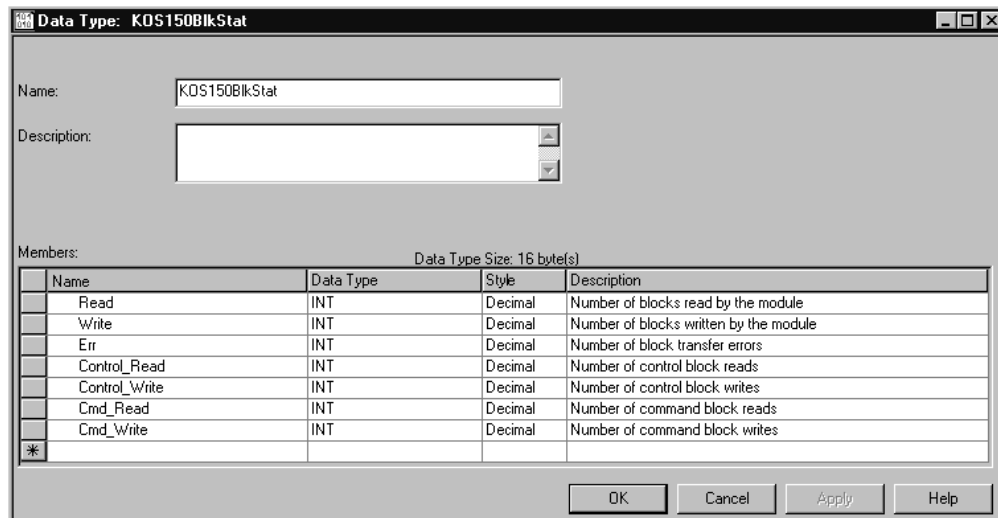 Data Type: KOS150BlkStat
Name: KOS150BlkStat
Description:
Members: Data Type Size: 16 byte(s)
Name Data Type Style Description
Read INT Decimal Number of blocks read by the module
Write INT Decimal Number of blocks written by the module
Err INT Decimal Number of block transfer errors
Control_Read INT Decimal Number of control block reads
Control_Write INT Decimal Number of control block writes
Cmd_Read INT Decimal Number of command block reads
Cmd_Write INT Decimal Number of command block writes
OK Cancel Apply Help